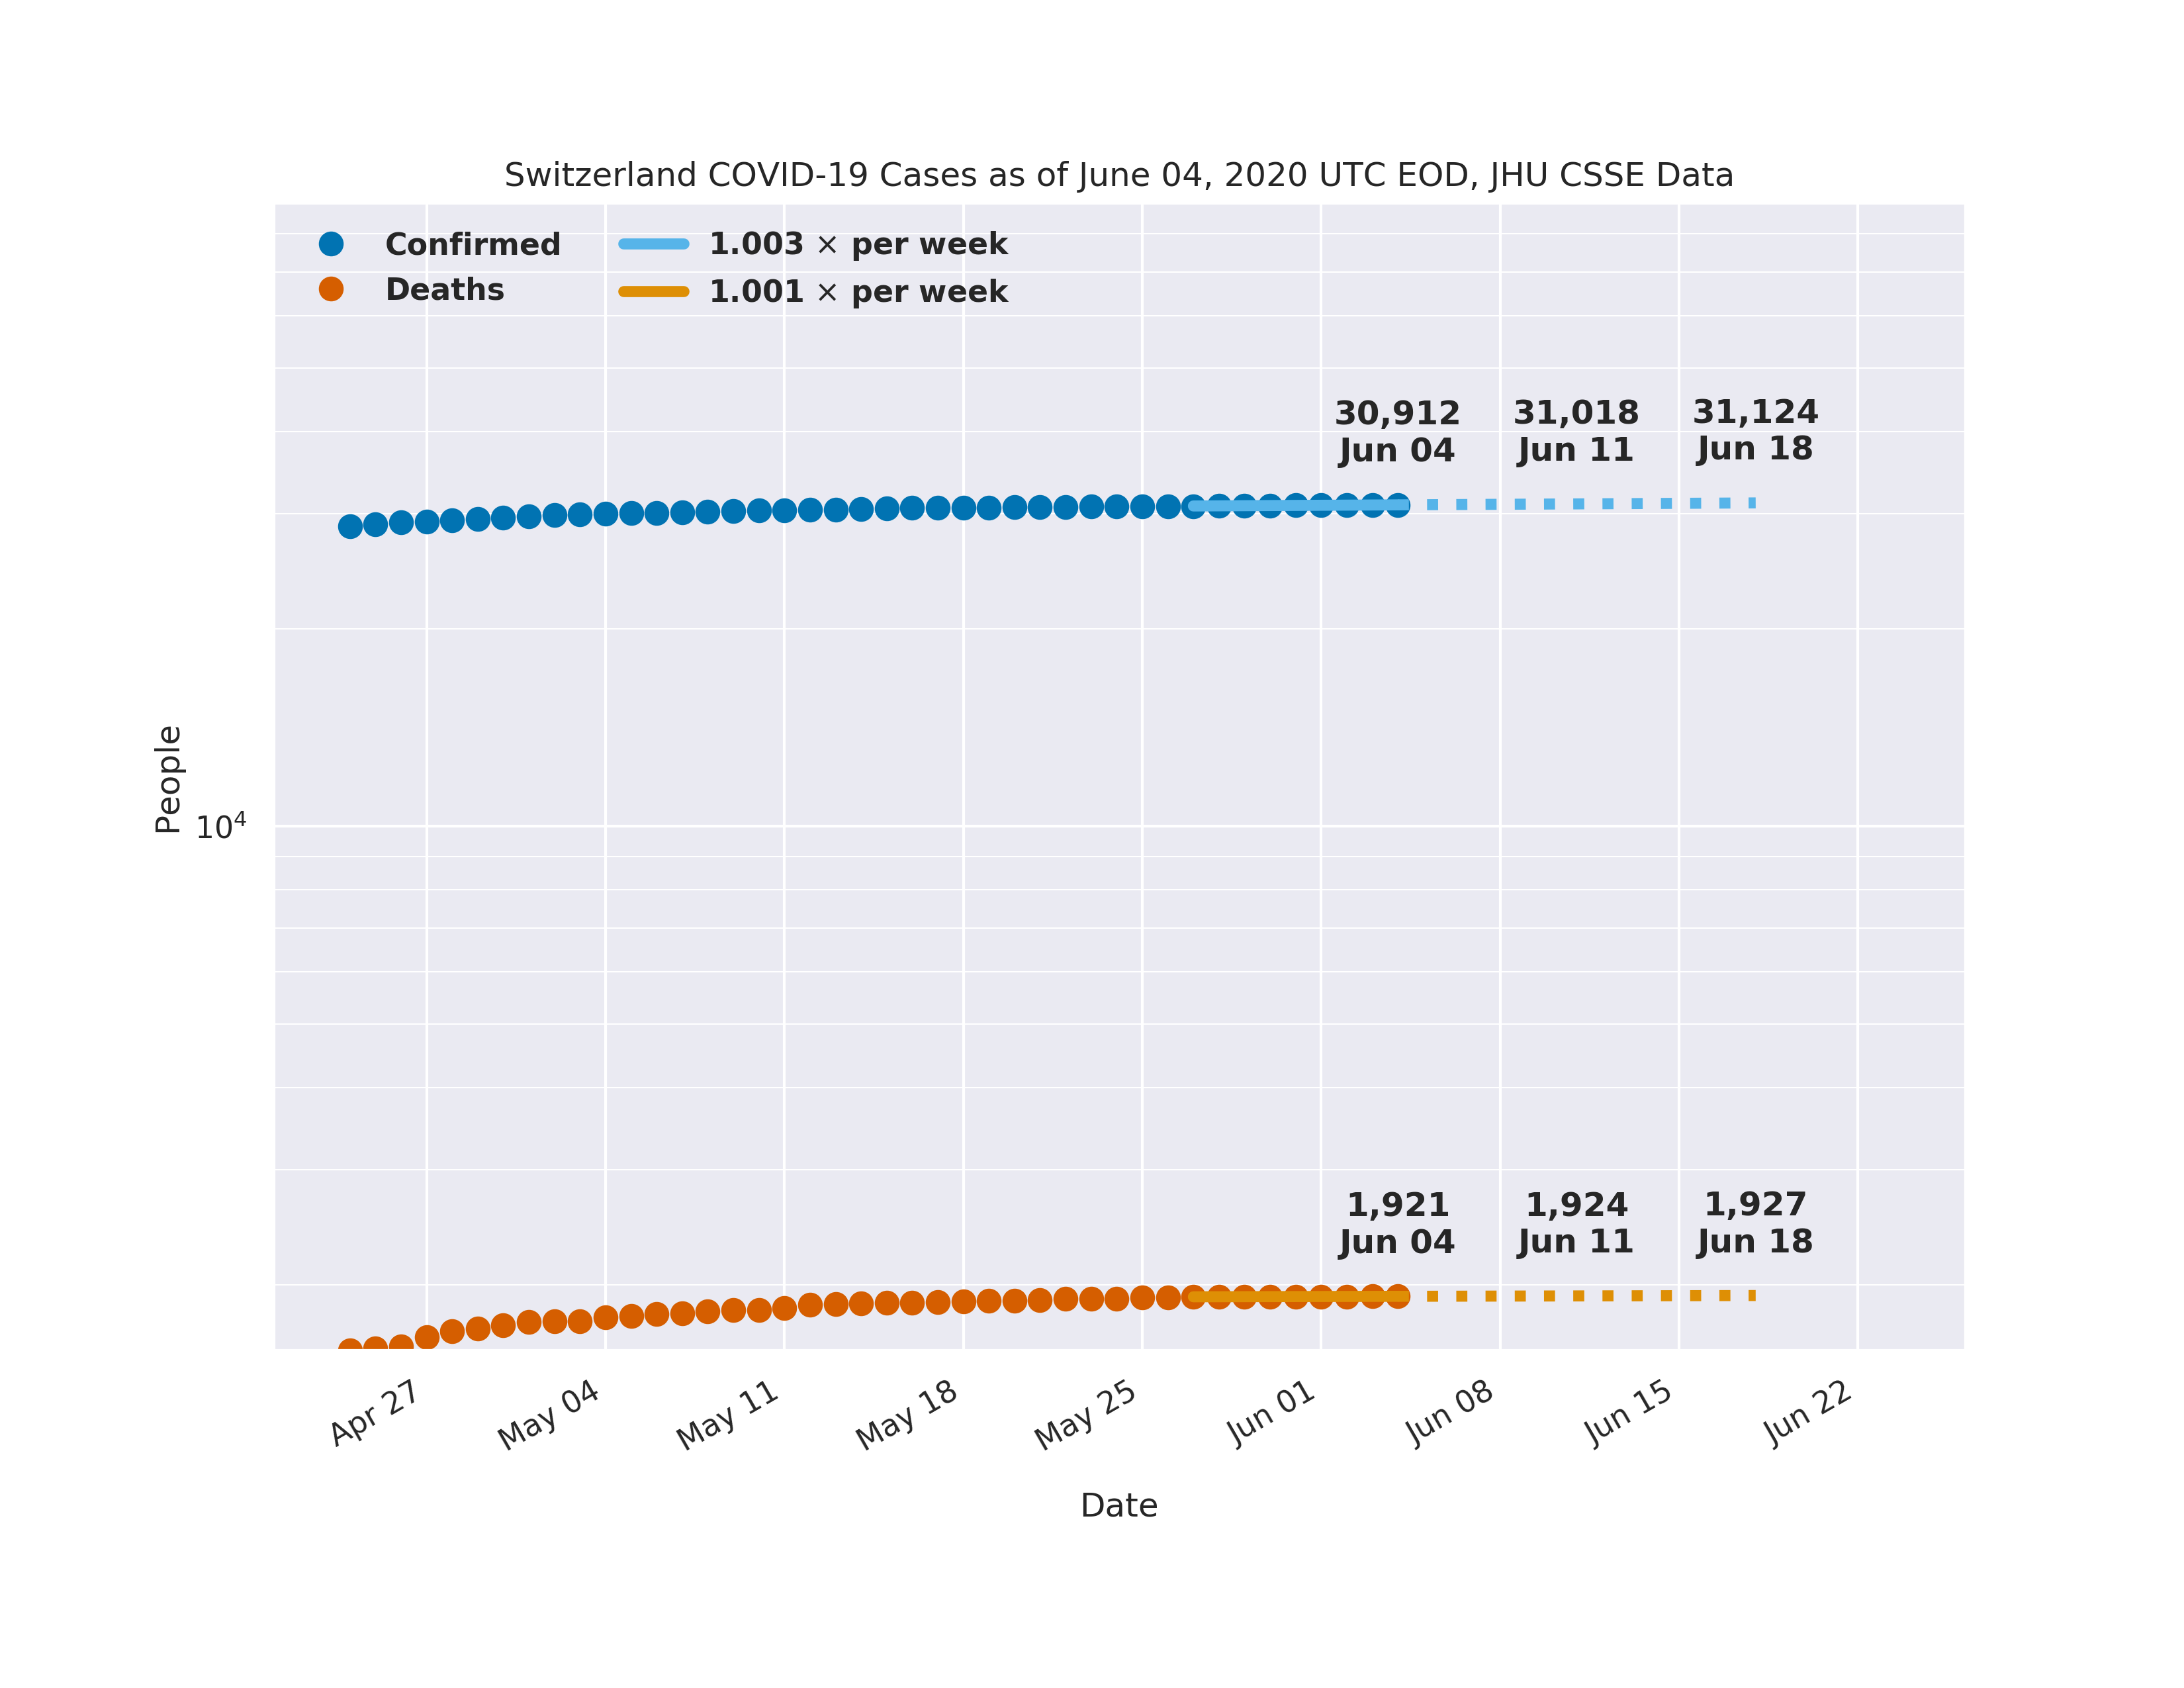 Switzerland COVID-19 Cases as of June 04, 2020 UTC EOD, JHU CSSE Data
Confirmed
Deaths
1.003 × per week
1.001 × per week
30,912
Jun 04
31,018
Jun 11
31,124
Jun 18
People
10⁴
1,921
Jun 04
1,924
Jun 11
1,927
Jun 18
Apr 27
May 04
May 11
May 18
May 25
Jun 01
Jun 08
Jun 15
Jun 22
Date